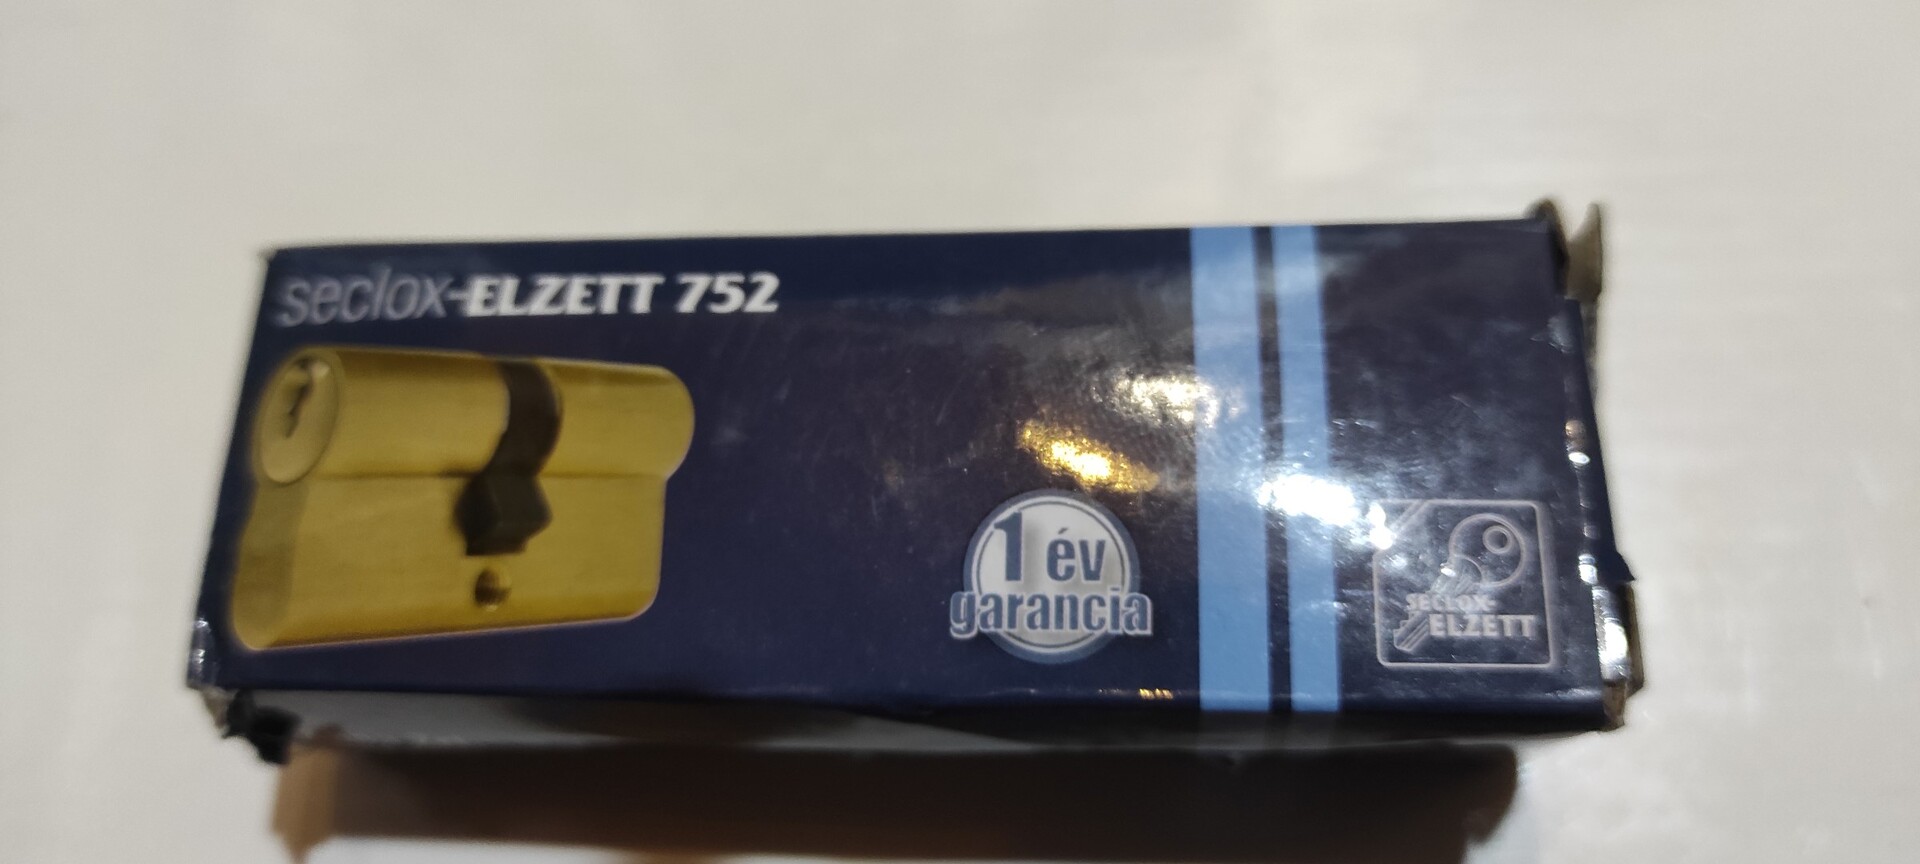 seclox-ELZETT 752
1 év
garancia
SECLOX-
ELZETT